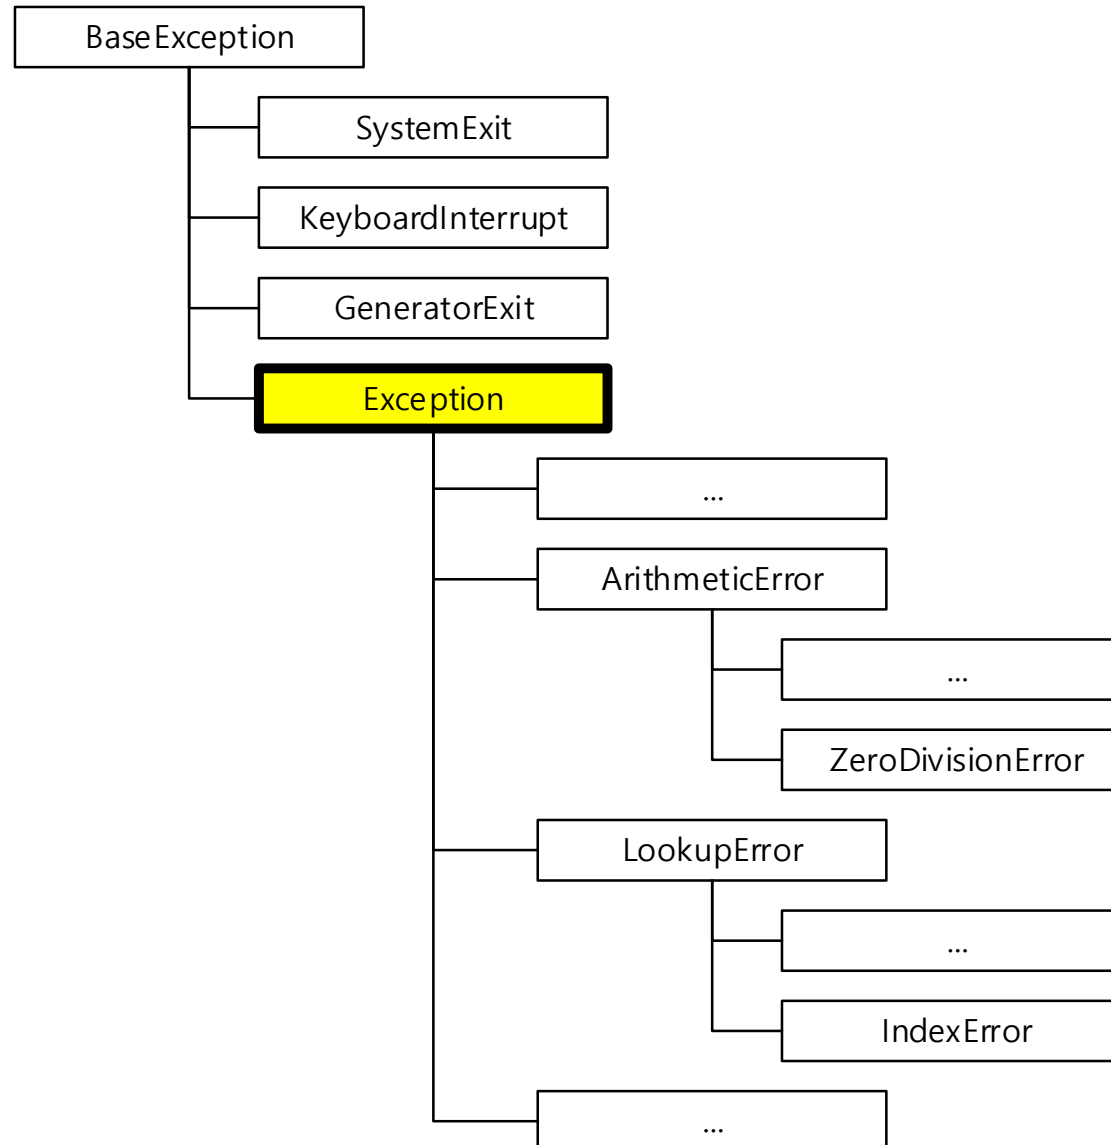 BaseException
SystemExit
KeyboardInterrupt
GeneratorExit
Exception
...
ArithmeticError
...
ZeroDivisionError
LookupError
...
IndexError
...